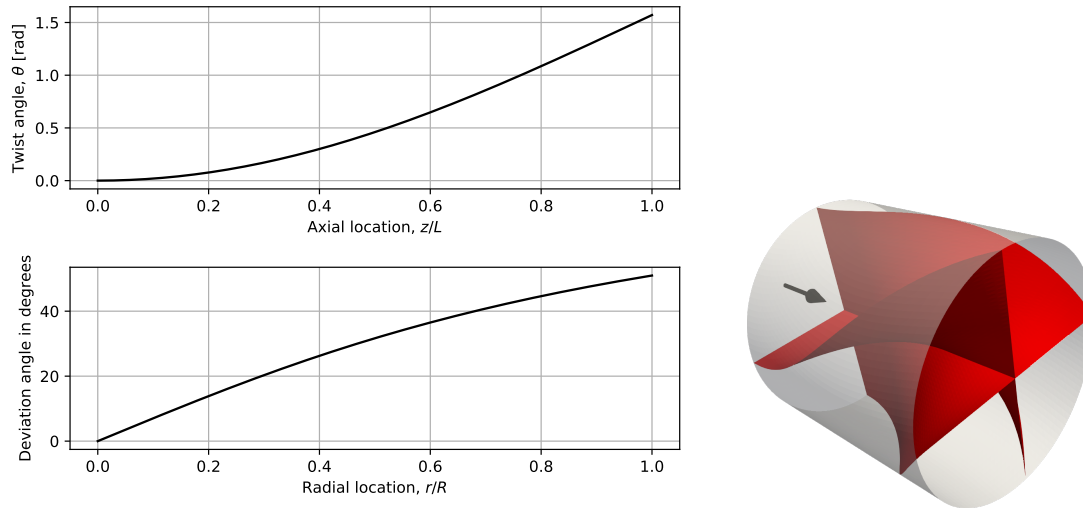 Twist angle, θ [rad]
1.5
1.0
0.5
0.0
0.0 0.2 0.4 0.6 0.8 1.0
Axial location, z/L
Deviation angle in degrees
40
20
0
0.0 0.2 0.4 0.6 0.8 1.0
Radial location, r/R